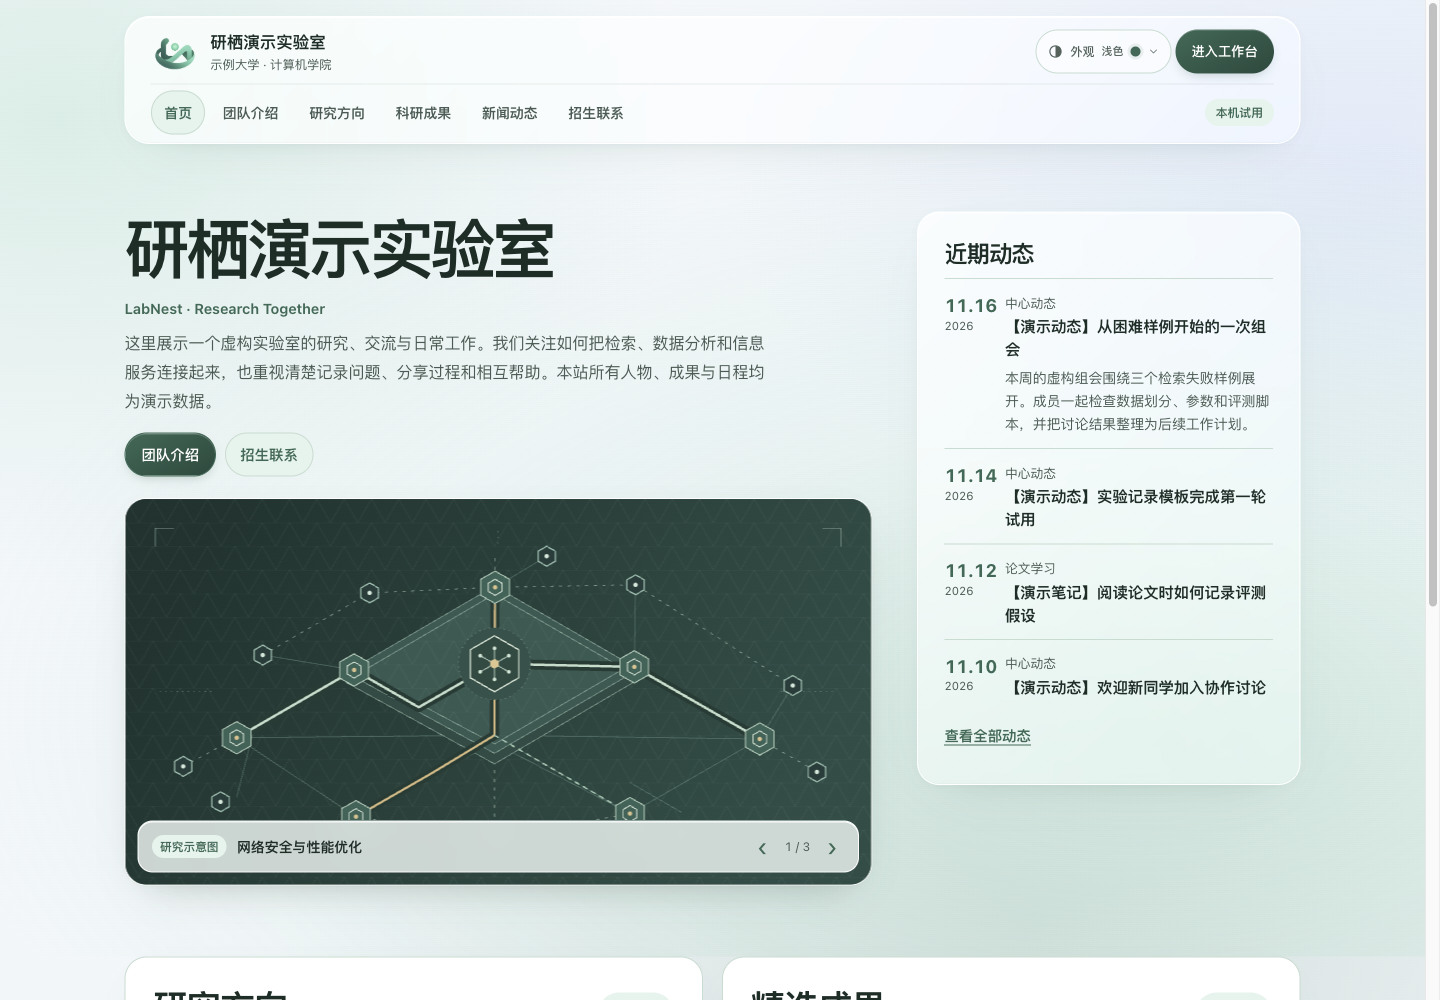 研栖演示实验室
示例大学 · 计算机学院
外观 浅色
进入工作台
首页 团队介绍 研究方向 科研成果 新闻动态 招生联系
本机试用
研栖演示实验室
LabNest · Research Together
这里展示一个虚构实验室的研究、交流与日常工作。我们关注如何把检索、数据分析和信息
服务连接起来，也重视清楚记录问题、分享过程和相互帮助。本站所有人物、成果与日程均
为演示数据。
团队介绍 招生联系
研究示意图 网络安全与性能优化 ‹ 1 / 3 ›
近期动态
11.16 中心动态
2026 【演示动态】从困难样例开始的一次组
会
本周的虚构组会围绕三个检索失败样例展
开。成员一起检查数据划分、参数和评测脚
本，并把讨论结果整理为后续工作计划。
11.14 中心动态
2026 【演示动态】实验记录模板完成第一轮
试用
11.12 论文学习
2026 【演示笔记】阅读论文时如何记录评测
假设
11.10 中心动态
2026 【演示动态】欢迎新同学加入协作讨论
查看全部动态
研究方向
精选成果